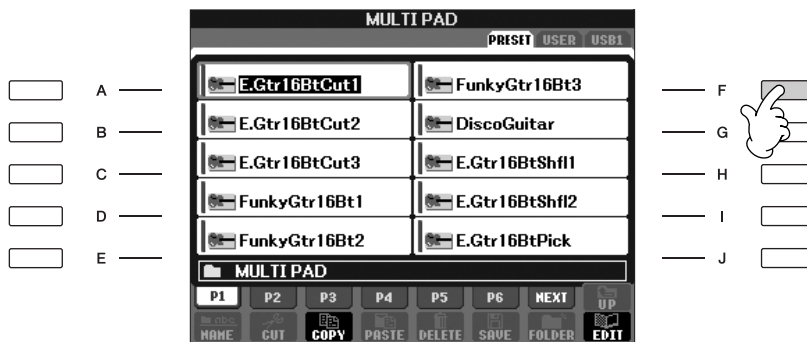 MULTI PAD
PRESET USER USB1
A E.Gtr16BtCut1 FunkyGtr16Bt3 F
B E.Gtr16BtCut2 DiscoGuitar G
C E.Gtr16BtCut3 E.Gtr16BtShfl1 H
D FunkyGtr16Bt1 E.Gtr16BtShfl2 I
E FunkyGtr16Bt2 E.Gtr16BtPick J
MULTI PAD
P1 P2 P3 P4 P5 P6 NEXT UP
NAME CUT COPY PASTE DELETE SAVE FOLDER EDIT